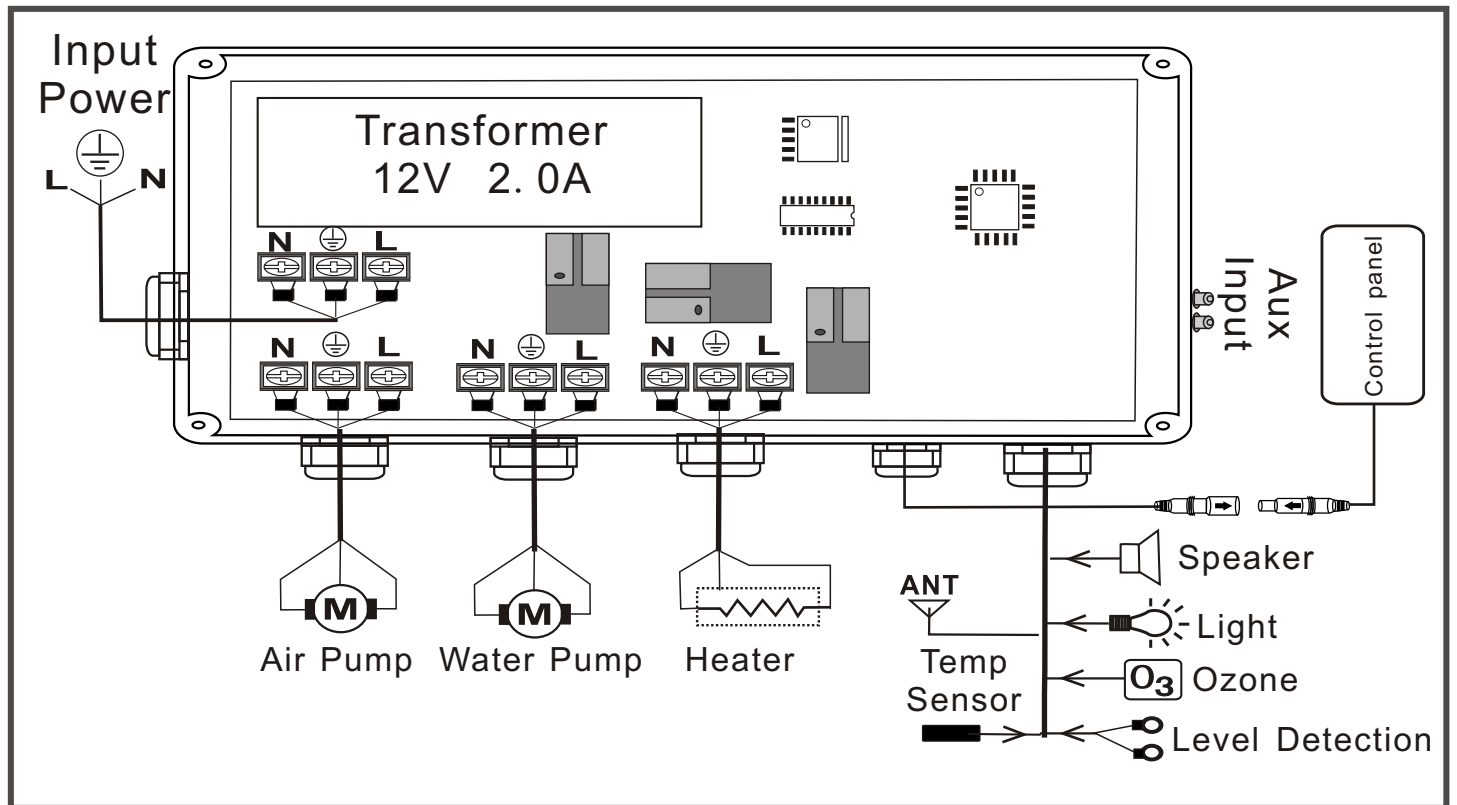 Input
Power
L N
Transformer
12V 2. 0A
N L
N L
N L
N L
Aux
Input
Control panel
M
Air Pump
M
Water Pump
Heater
Speaker
ANT
Light
Temp
Sensor
O3 Ozone
Level Detection